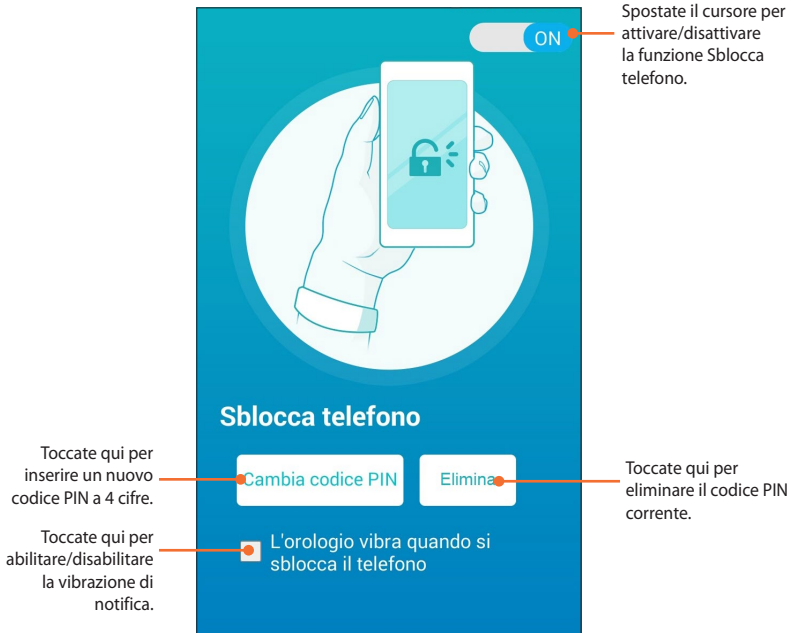 Spostate il cursore per
attivare/disattivare
la funzione Sblocca
telefono.
ON
Sblocca telefono
Toccate qui per
inserire un nuovo
codice PIN a 4 cifre.
Cambia codice PIN
Elimina
Toccate qui per
eliminare il codice PIN
corrente.
Toccate qui per
abilitare/disabilitare
la vibrazione di
notifica.
L'orologio vibra quando si
sblocca il telefono